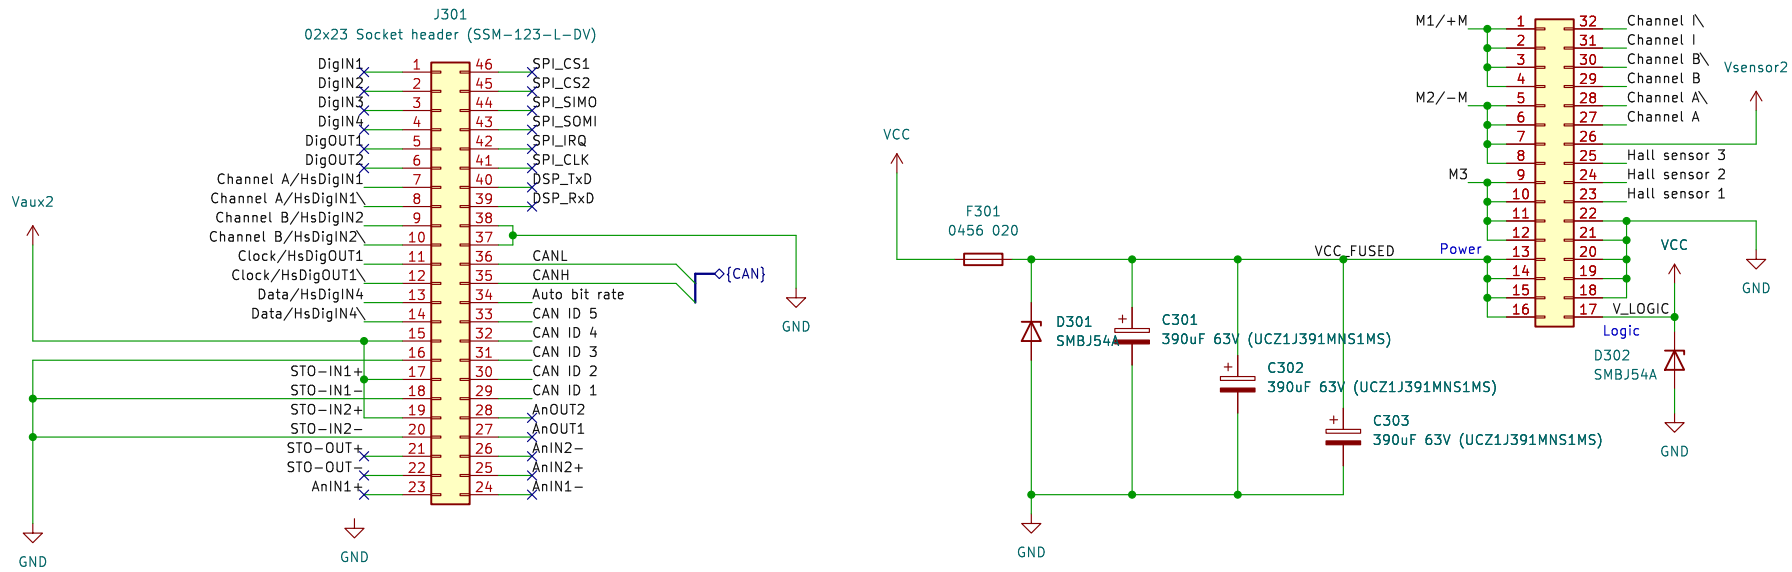 J301
02x23 Socket header (SSM-123-L-DV)
DigIN1 1 46 SPI_CS1
DigIN2 2 45 SPI_CS2
DigIN3 3 44 SPI_SIMO
DigIN4 4 43 SPI_SOMI
DigOUT1 5 42 SPI_IRQ
DigOUT2 6 41 SPI_CLK
Channel A/HsDigIN1 7 40 DSP_TxD
Channel A/HsDigIN1\ 8 39 DSP_RxD
Channel B/HsDigIN2 9 38
Channel B/HsDigIN2\ 10 37
Clock/HsDigOUT1 11 36 CANL
Clock/HsDigOUT1\ 12 35 CANH
Data/HsDigIN4 13 34 Auto bit rate
Data/HsDigIN4\ 14 33 CAN ID 5
15 32 CAN ID 4
16 31 CAN ID 3
STO-IN1+ 17 30 CAN ID 2
STO-IN1- 18 29 CAN ID 1
STO-IN2+ 19 28 AnOUT2
STO-IN2- 20 27 AnOUT1
STO-OUT+ 21 26 AnIN2-
STO-OUT- 22 25 AnIN2+
AnIN1+ 23 24 AnIN1-
Vaux2
GND
GND
{CAN}
GND
VCC
F301
0456 020
VCC_FUSED
D301
SMBJ54A
C301
390uF 63V (UCZ1J391MNS1MS)
C302
390uF 63V (UCZ1J391MNS1MS)
C303
390uF 63V (UCZ1J391MNS1MS)
GND
M1/+M 1 32 Channel I\
2 31 Channel I
3 30 Channel B\
4 29 Channel B
M2/-M 5 28 Channel A\
6 27 Channel A
7 26
8 25 Hall sensor 3
M3 9 24 Hall sensor 2
10 23 Hall sensor 1
11 22
12 21
Power 13 20
14 19
15 18
16 17 V_LOGIC
Logic
Vsensor2
VCC
GND
D302
SMBJ54A
GND